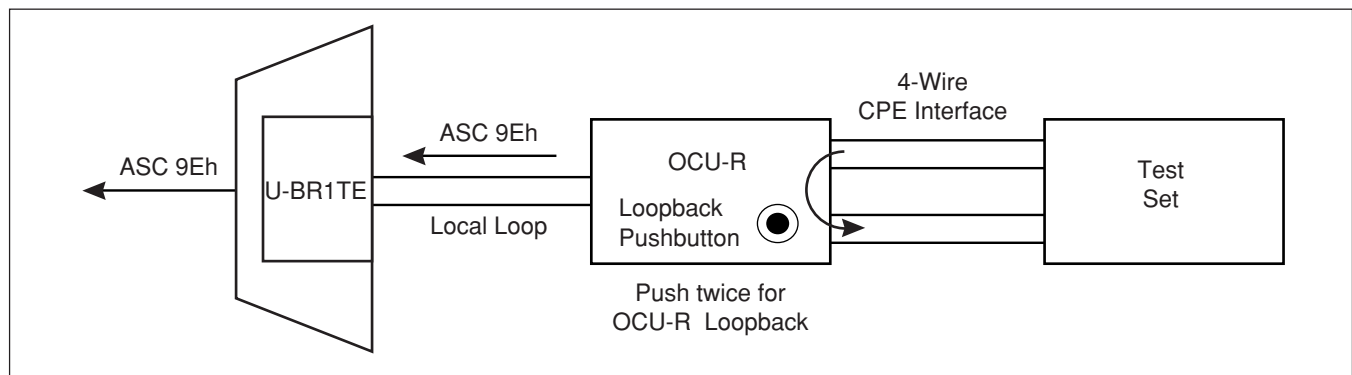 ASC 9Eh
U-BR1TE
ASC 9Eh
Local Loop
OCU-R
Loopback
Pushbutton
Push twice for
OCU-R Loopback
4-Wire
CPE Interface
Test
Set